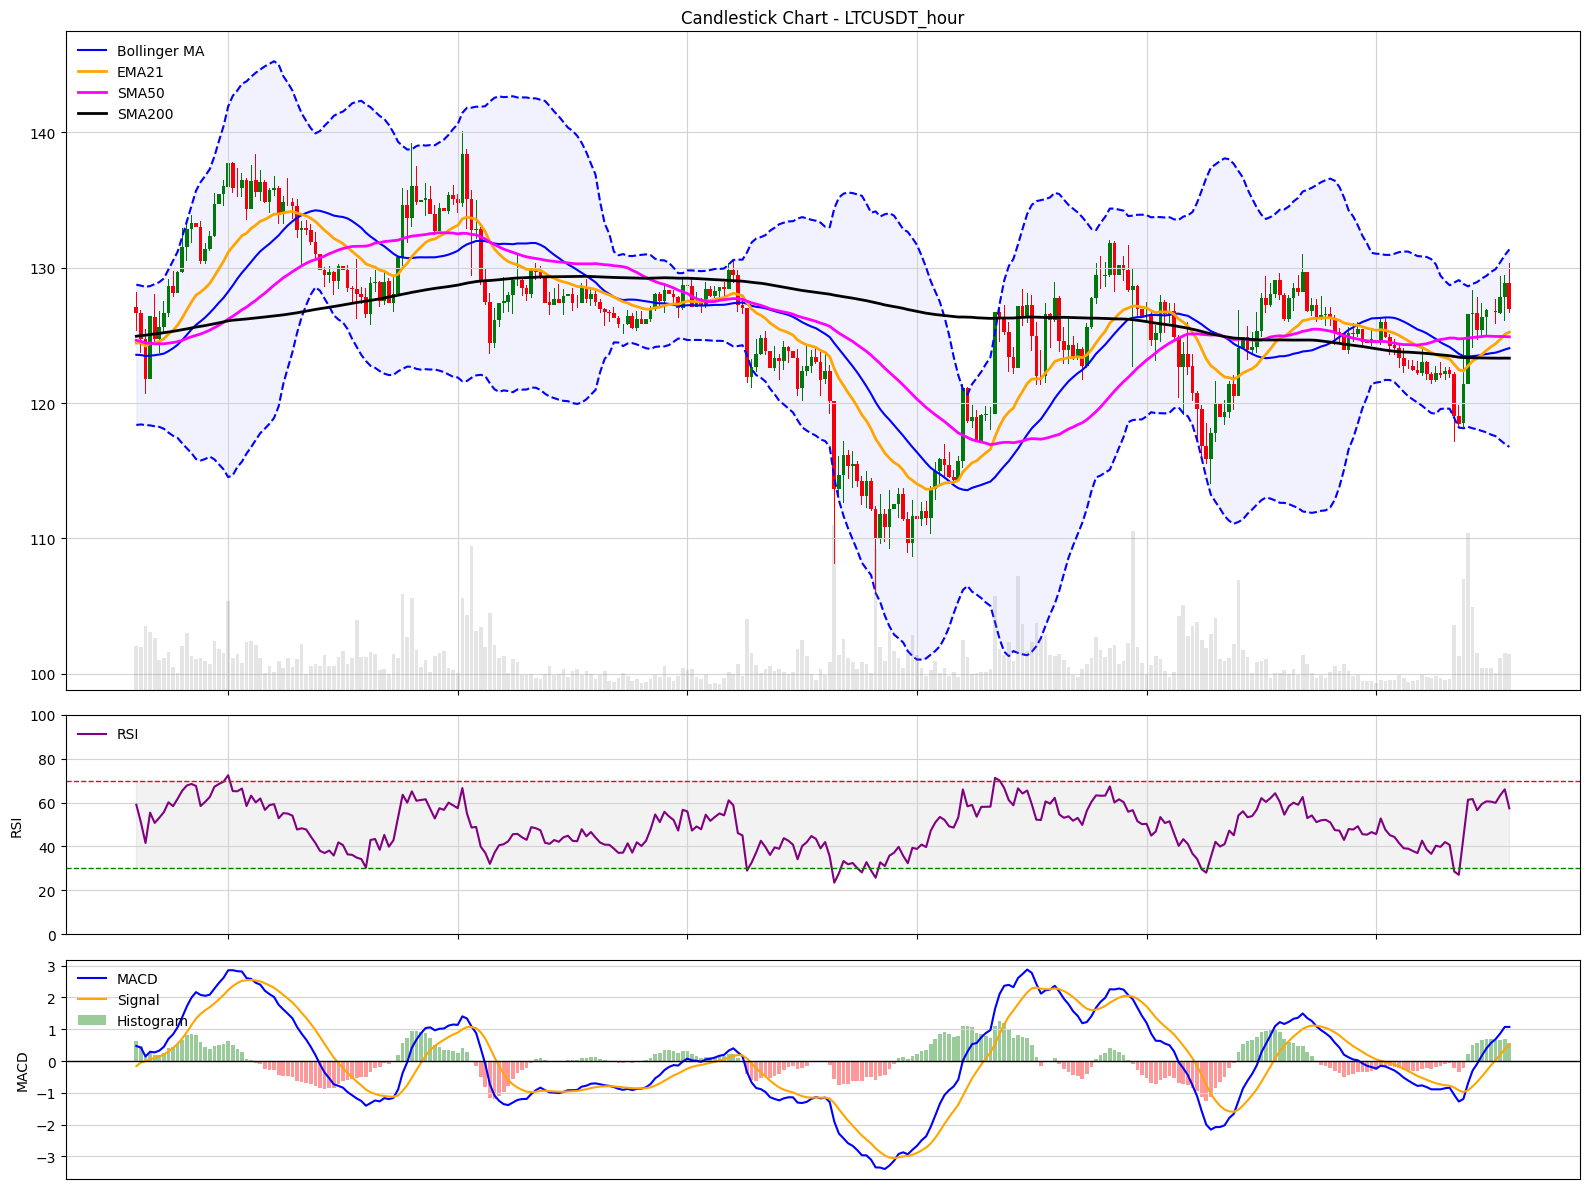 Candlestick Chart - LTCUSDT_hour
Bollinger MA
EMA21
SMA50
SMA200
140
130
120
110
100
RSI
100
80
60
40
20
0
RSI
MACD
Signal
Histogram
3
2
1
0
−1
−2
−3
MACD